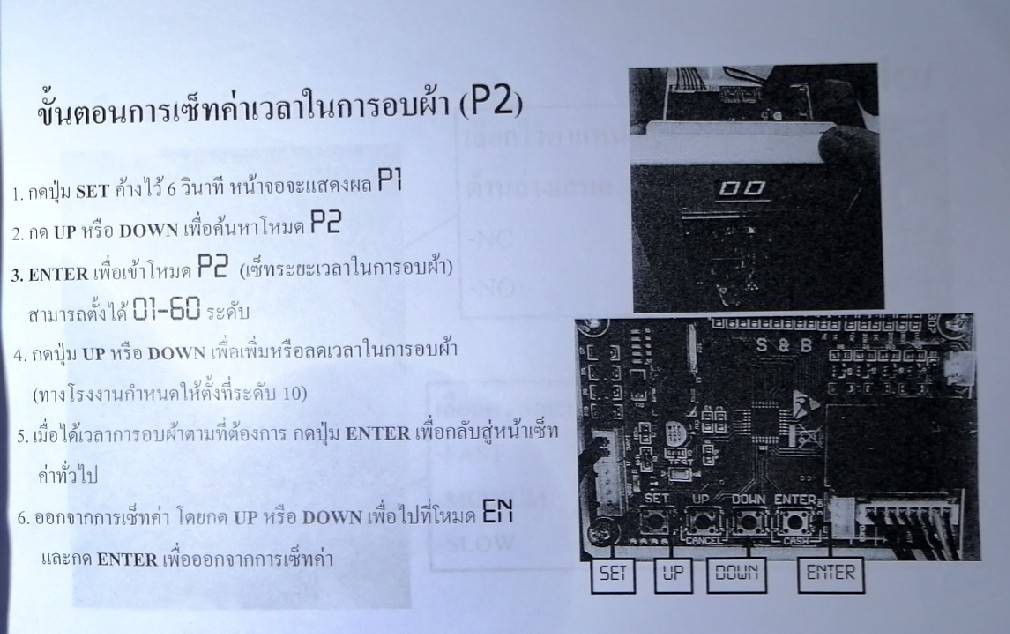 ขั้นตอนการเซ็ทค่าเวลาในการอบผ้า (P2)
1. กดปุ่ม SET ค้างไว้ 6 วินาที หน้าจอจะแสดงผล P1
2. กด UP หรือ DOWN เพื่อค้นหาโหมด P2
3. ENTER เพื่อเข้าโหมด P2 (เซ็ทระยะเวลาในการอบผ้า)
สามารถตั้งได้ 01-60 ระดับ
4. กดปุ่ม UP หรือ DOWN เพื่อเพิ่มหรือลดเวลาในการอบผ้า
(ทางโรงงานกำหนดให้ตั้งที่ระดับ 10)
5. เมื่อได้เวลาการอบผ้าตามที่ต้องการ กดปุ่ม ENTER เพื่อกลับสู่หน้าเซ็ท
ค่าทั่วไป
6. ออกจากการเซ็ทค่า โดยกด UP หรือ DOWN เพื่อไปที่โหมด EN
และกด ENTER เพื่อออกจากการเซ็ทค่า
00
S & B
SET UP DOWN ENTER
CANCEL CASH
SET UP DOWN ENTER
-NC
-NO
SLOW